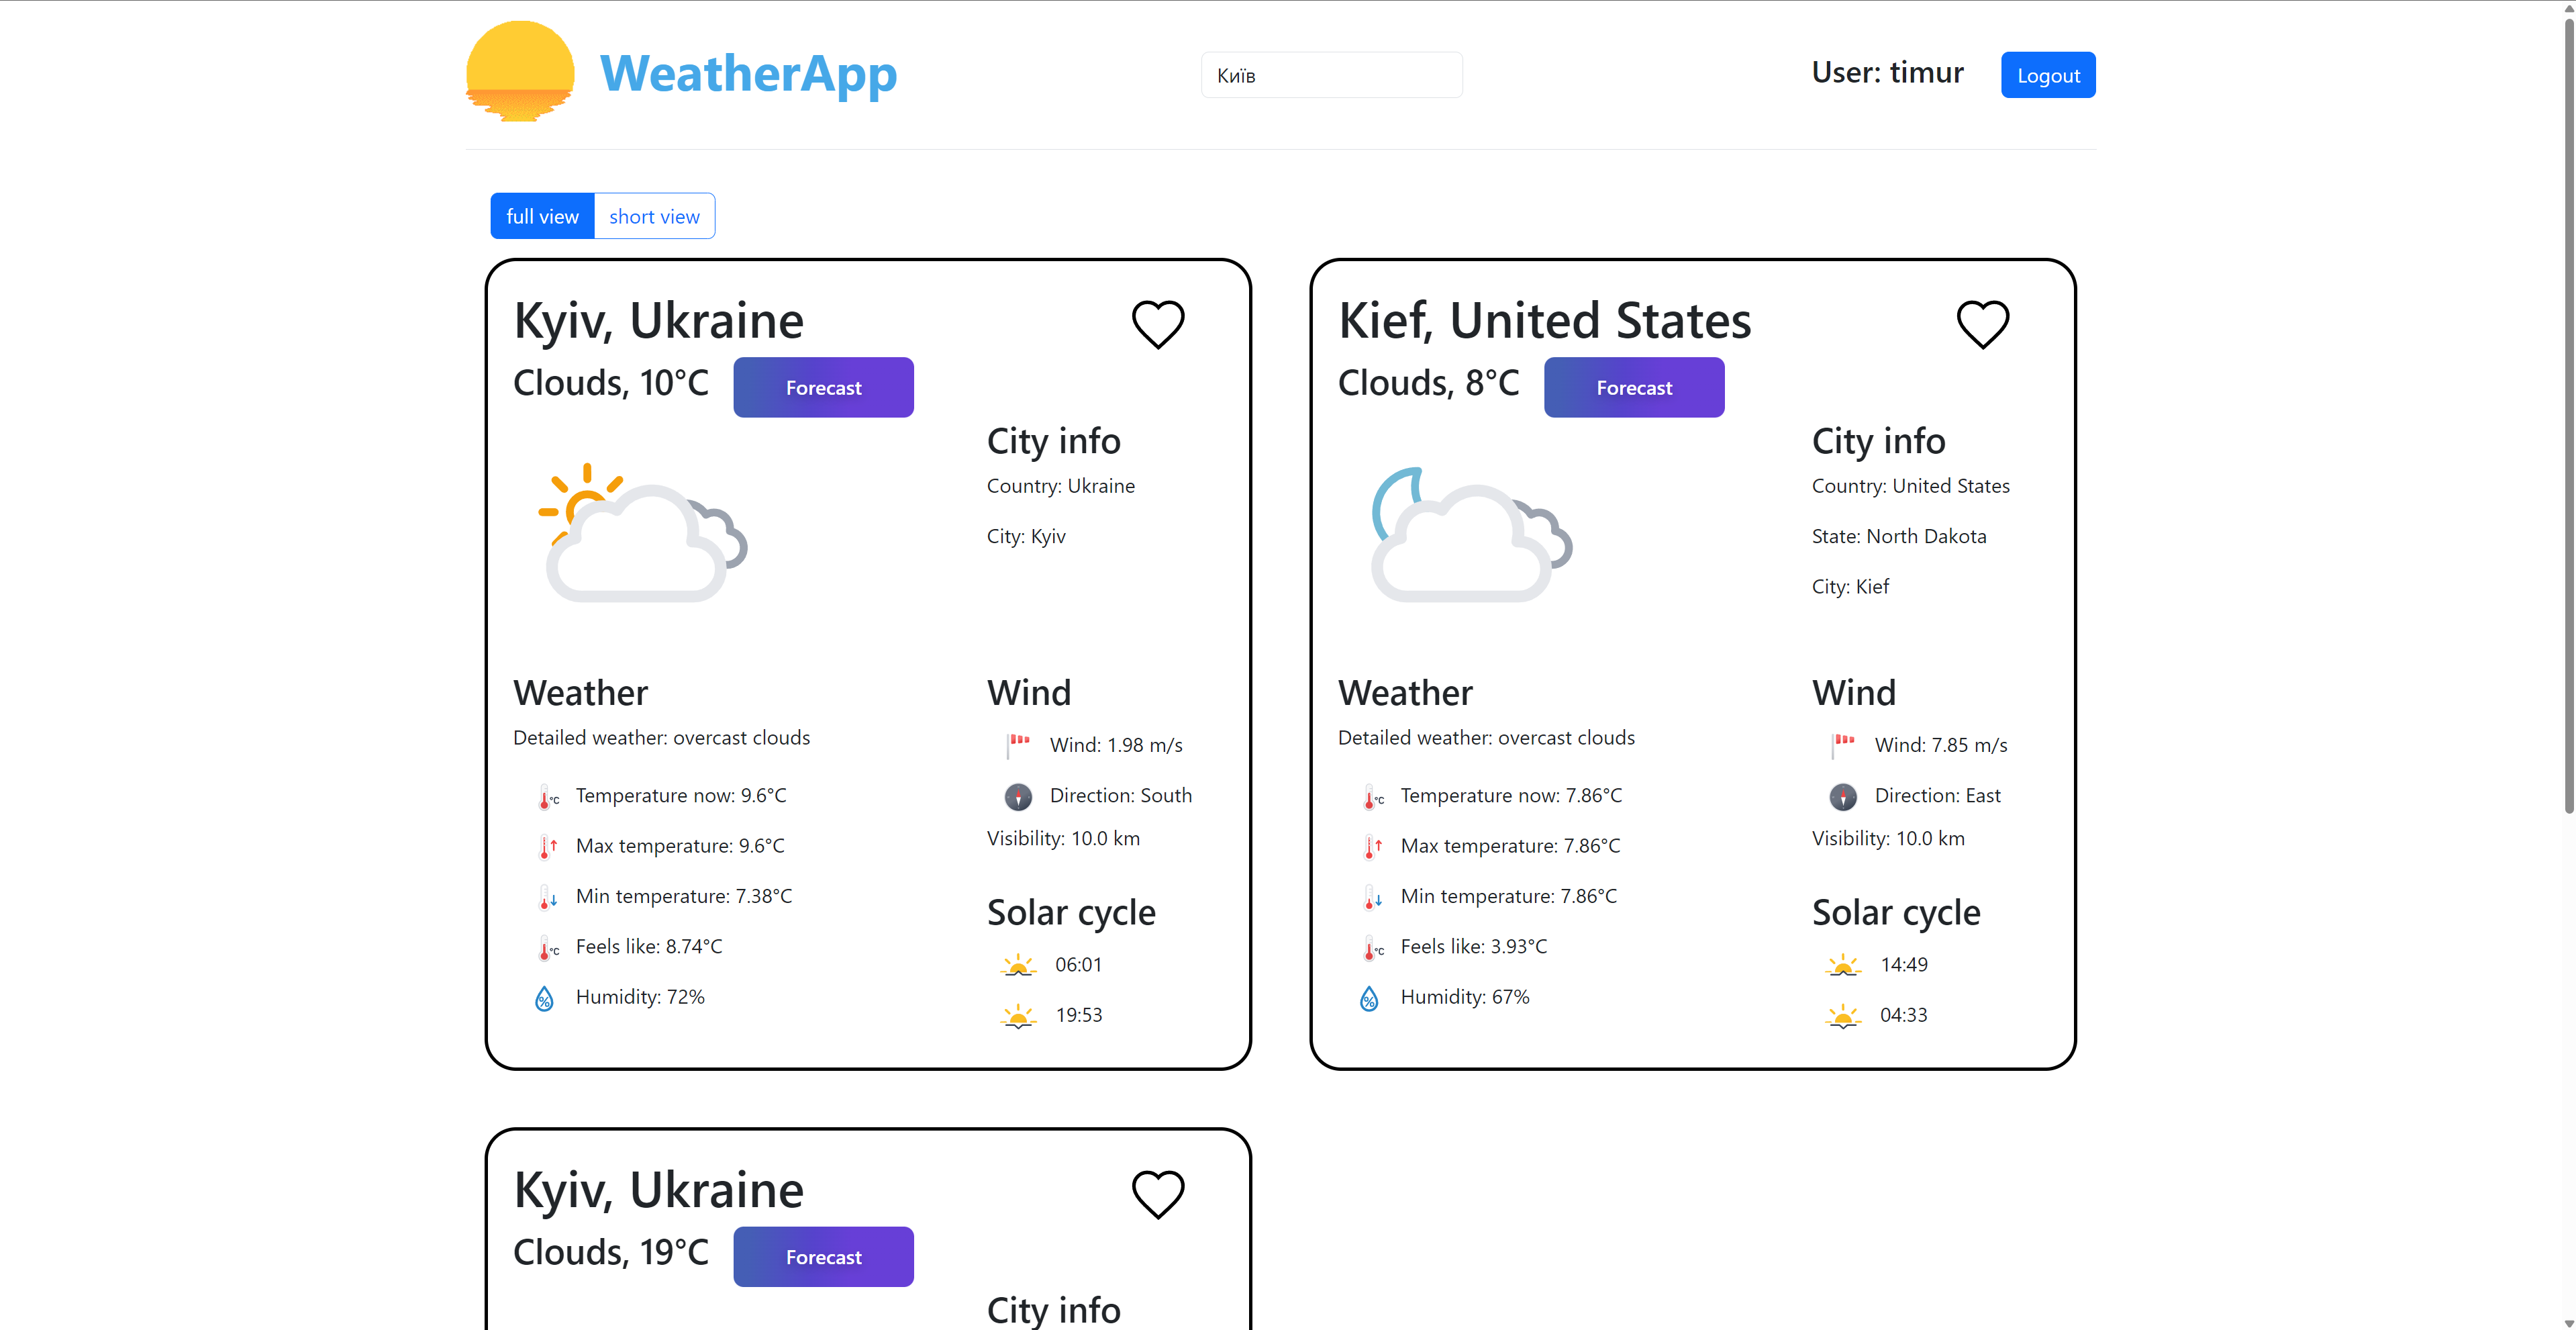 WeatherApp
Київ
User: timur
Logout
full view
short view
Kyiv, Ukraine
Clouds, 10°C
Forecast
City info
Country: Ukraine
City: Kyiv
Weather
Detailed weather: overcast clouds
°C Temperature now: 9.6°C
Max temperature: 9.6°C
Min temperature: 7.38°C
°C Feels like: 8.74°C
% Humidity: 72%
Wind
Wind: 1.98 m/s
Direction: South
Visibility: 10.0 km
Solar cycle
06:01
19:53
Kief, United States
Clouds, 8°C
Forecast
City info
Country: United States
State: North Dakota
City: Kief
Weather
Detailed weather: overcast clouds
°C Temperature now: 7.86°C
Max temperature: 7.86°C
Min temperature: 7.86°C
°C Feels like: 3.93°C
% Humidity: 67%
Wind
Wind: 7.85 m/s
Direction: East
Visibility: 10.0 km
Solar cycle
14:49
04:33
Kyiv, Ukraine
Clouds, 19°C
Forecast
City info